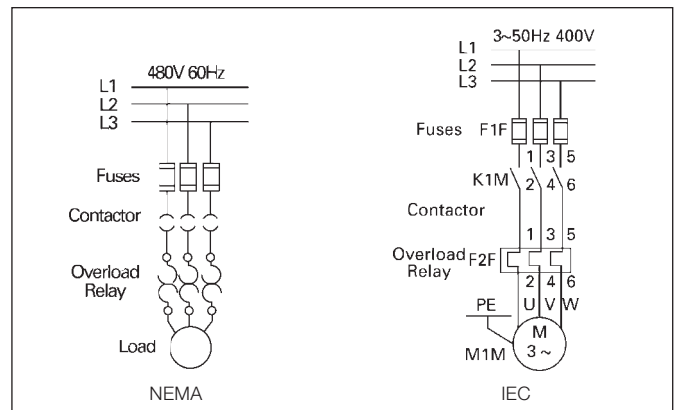 480V 60Hz
L1
L2
L3
Fuses
Contactor
Overload
Relay
Load
NEMA
3~50Hz 400V
L1
L2
L3
Fuses F1F
1 3 5
K1M
2 4 6
Contactor
1 3 5
Overload
Relay F2F
2 4 6
PE U V W
M
3 ~
M1M
IEC